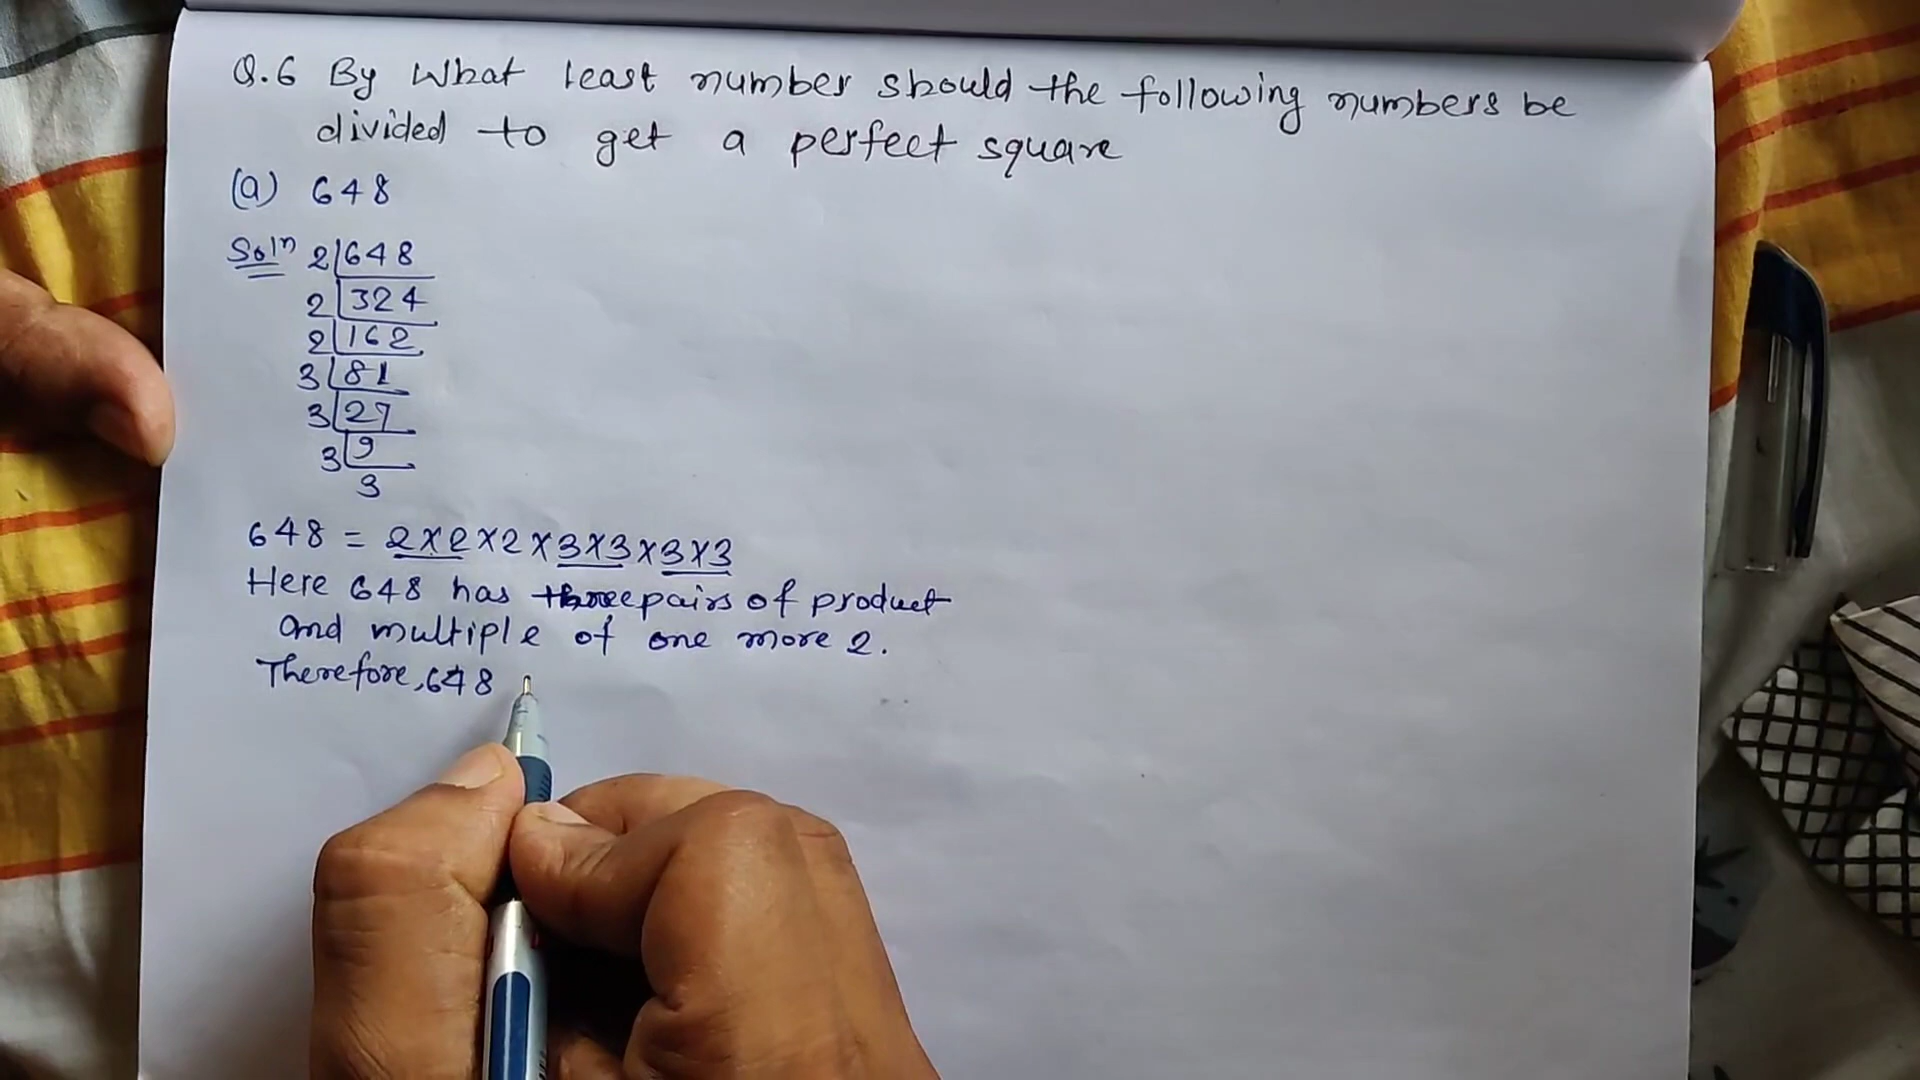 Q.6 By What least number should the following numbers be
divided to get a perfect square
(a) 648
Soln 2|648
2|324
2|162
3|81
3|27
3|9
3
648 = 2×2×2×3×3×3×3
Here 648 has three pairs of product
and multiple of one more 2.
Therefore, 648